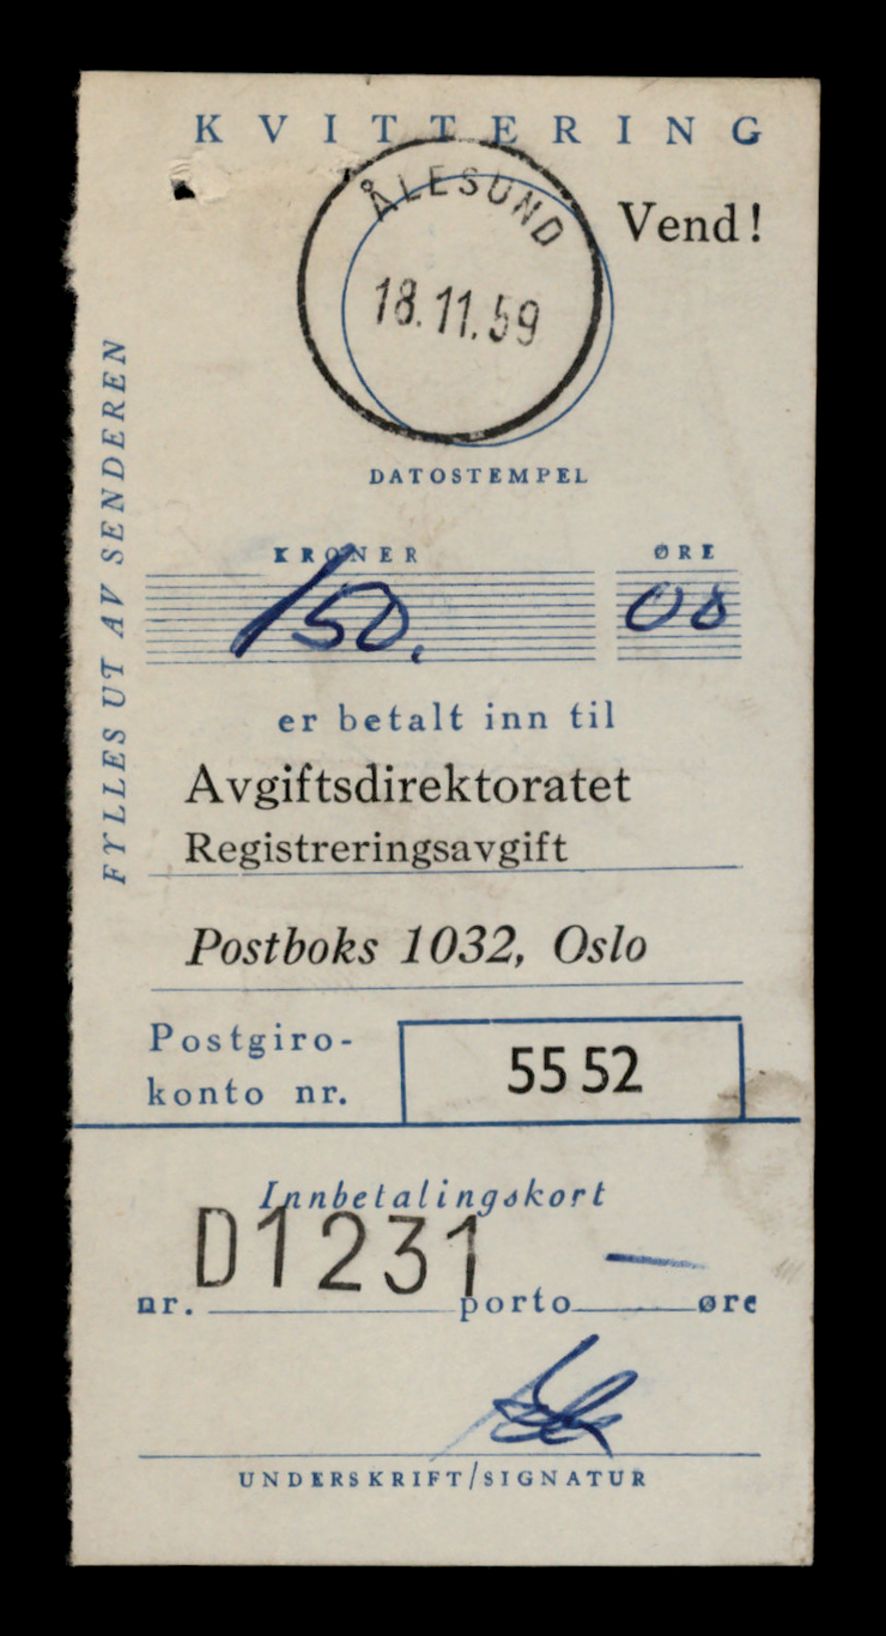 KVITTERING
ÅLESUND
Vend!
18.11.59
DATOSTEMPEL
FYLLES UT AV SENDEREN
KRONER ØRE
150. 00
er betalt inn til
Avgiftsdirektoratet
Registreringsavgift
Postboks 1032, Oslo
Postgiro-
konto nr.
55 52
Innbetalingskort
nr. D1231 porto — øre
UNDERSKRIFT/SIGNATUR